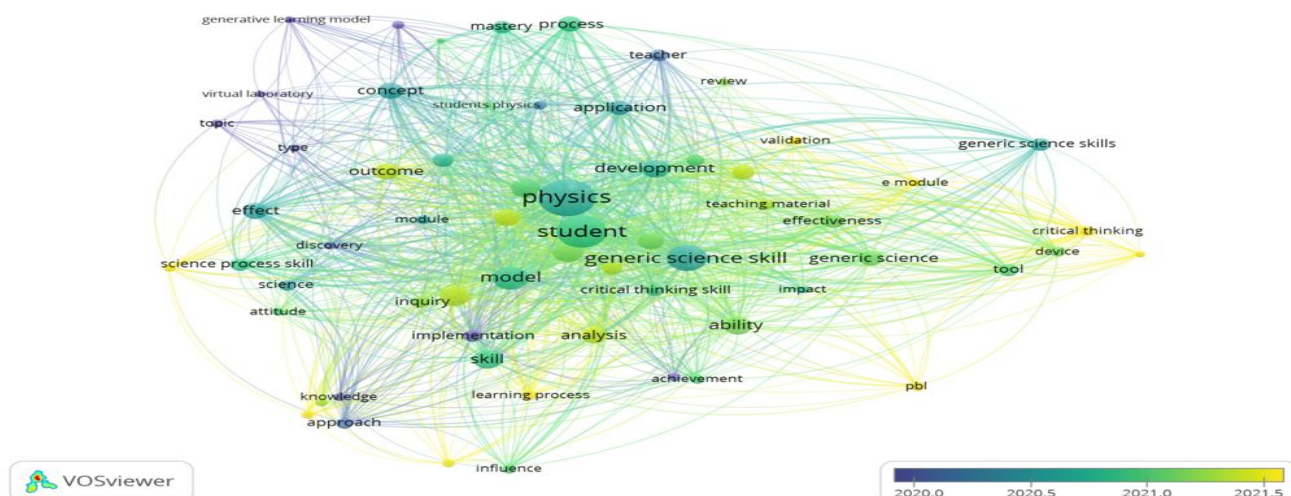 generative learning model
mastery process
teacher
review
concept
virtual laboratory
students physics
application
topic
type
validation
generic science skills
outcome
development
e module
physics
teaching material
effect
module
effectiveness
student
critical thinking
discovery
device
science process skill
generic science skill
generic science
tool
science
model
critical thinking skill
impact
inquiry
attitude
ability
implementation
analysis
skill
achievement
pbl
knowledge
learning process
approach
influence
VOSviewer
2020.0 2020.5 2021.0 2021.5